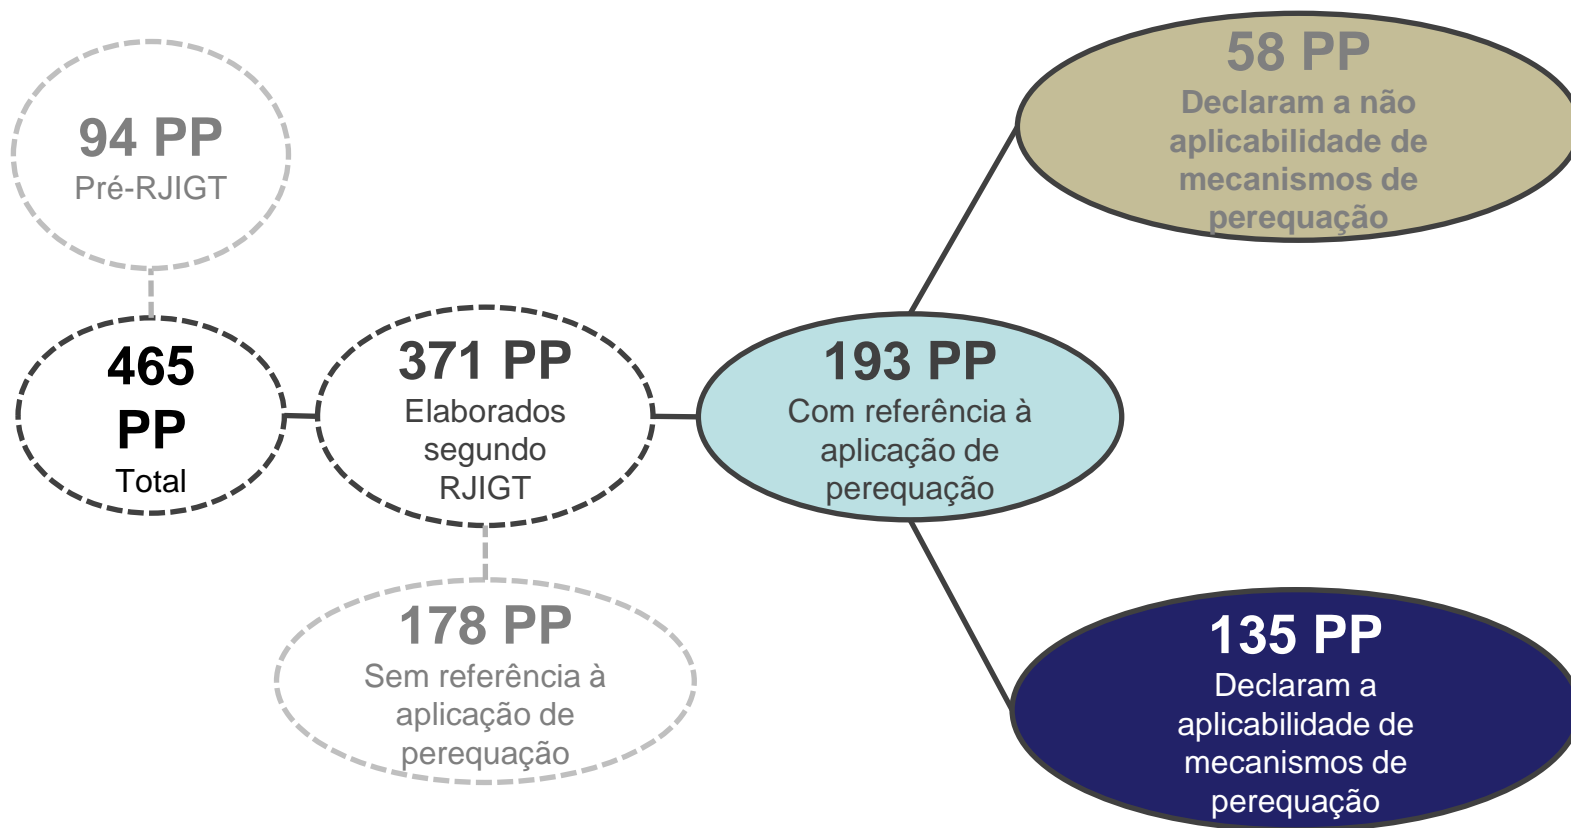 94 PP
Pré-RJIGT
465
PP
Total
371 PP
Elaborados
segundo
RJIGT
178 PP
Sem referência à
aplicação de
perequação
193 PP
Com referência à
aplicação de
perequação
58 PP
Declaram a não
aplicabilidade de
mecanismos de
perequação
135 PP
Declaram a
aplicabilidade de
mecanismos de
perequação